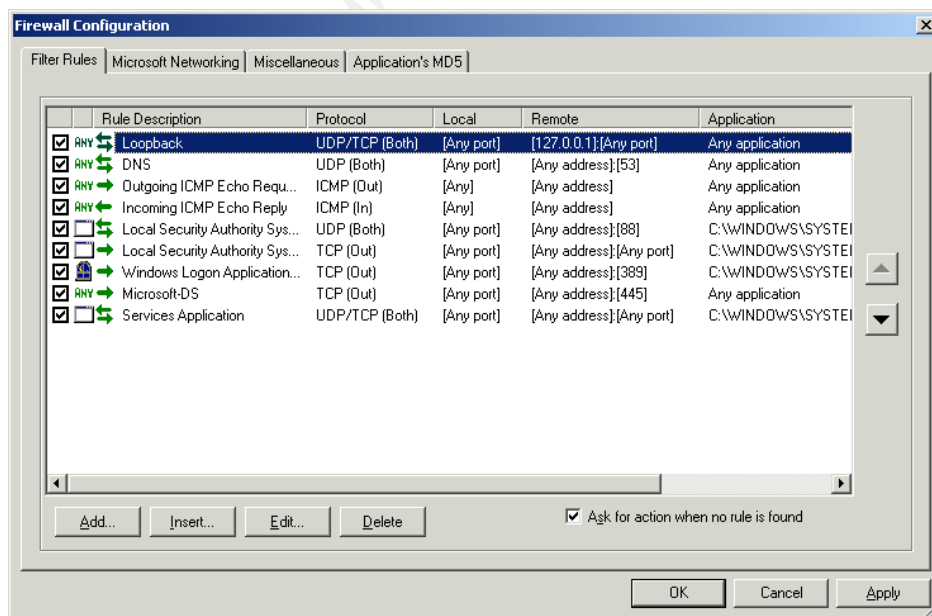 Firewall Configuration
Filter Rules Microsoft Networking Miscellaneous Application's MD5
Rule Description Protocol Local Remote Application
ANY Loopback UDP/TCP (Both) [Any port] [127.0.0.1]:[Any port] Any application
ANY DNS UDP (Both) [Any port] [Any address]:[53] Any application
ANY Outgoing ICMP Echo Requ... ICMP (Out) [Any] [Any address] Any application
ANY Incoming ICMP Echo Reply ICMP (In) [Any] [Any address] Any application
Local Security Authority Sys... UDP (Both) [Any port] [Any address]:[88] C:\WINDOWS\SYSTE
Local Security Authority Sys... TCP (Out) [Any port] [Any address]:[Any port] C:\WINDOWS\SYSTE
Windows Logon Application... TCP (Out) [Any port] [Any address]:[389] C:\WINDOWS\SYSTE
ANY Microsoft-DS TCP (Out) [Any port] [Any address]:[445] Any application
Services Application UDP/TCP (Both) [Any port] [Any address]:[Any port] C:\WINDOWS\SYSTE
Add... Insert... Edit... Delete Ask for action when no rule is found
OK Cancel Apply